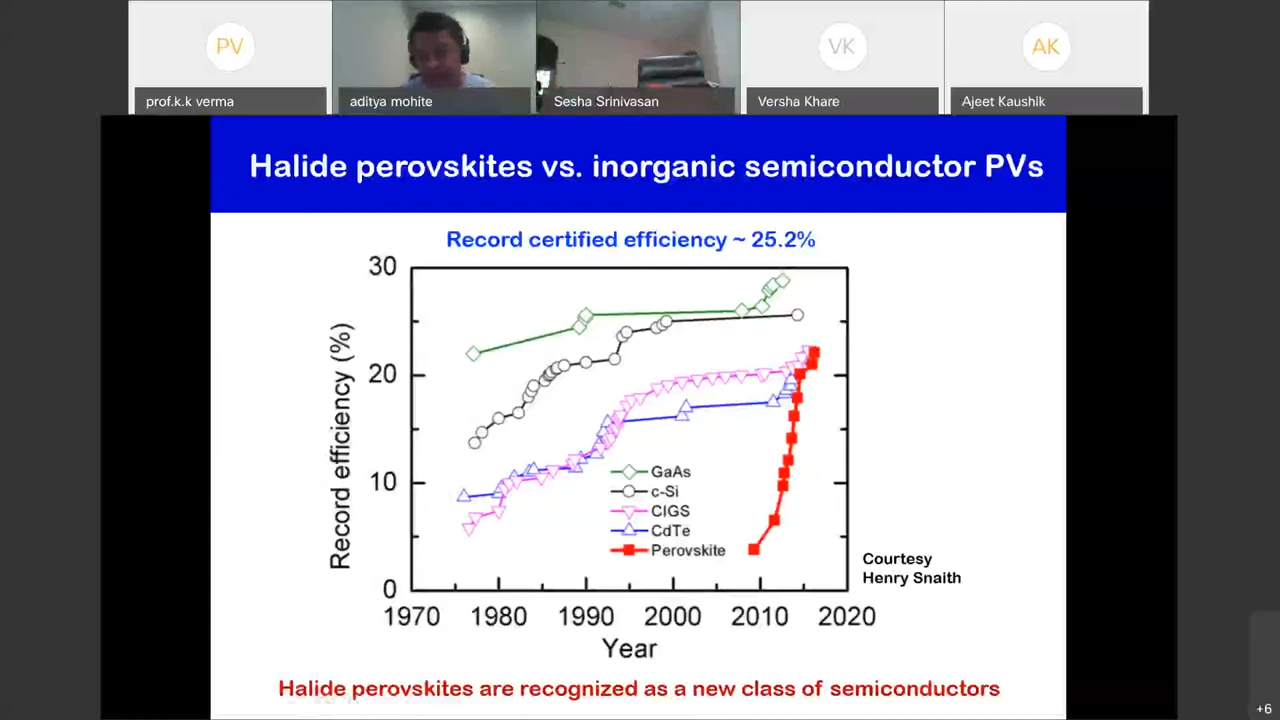 PV
VK
AK
prof.k.k verma
aditya mohite
Sesha Srinivasan
Versha Khare
Ajeet Kaushik
Halide perovskites vs. inorganic semiconductor PVs
Record certified efficiency ~ 25.2%
30
20
10
0
Record efficiency (%)
GaAs
c-Si
CIGS
CdTe
Perovskite
1970 1980 1990 2000 2010 2020
Year
Courtesy
Henry Snaith
Halide perovskites are recognized as a new class of semiconductors
+6